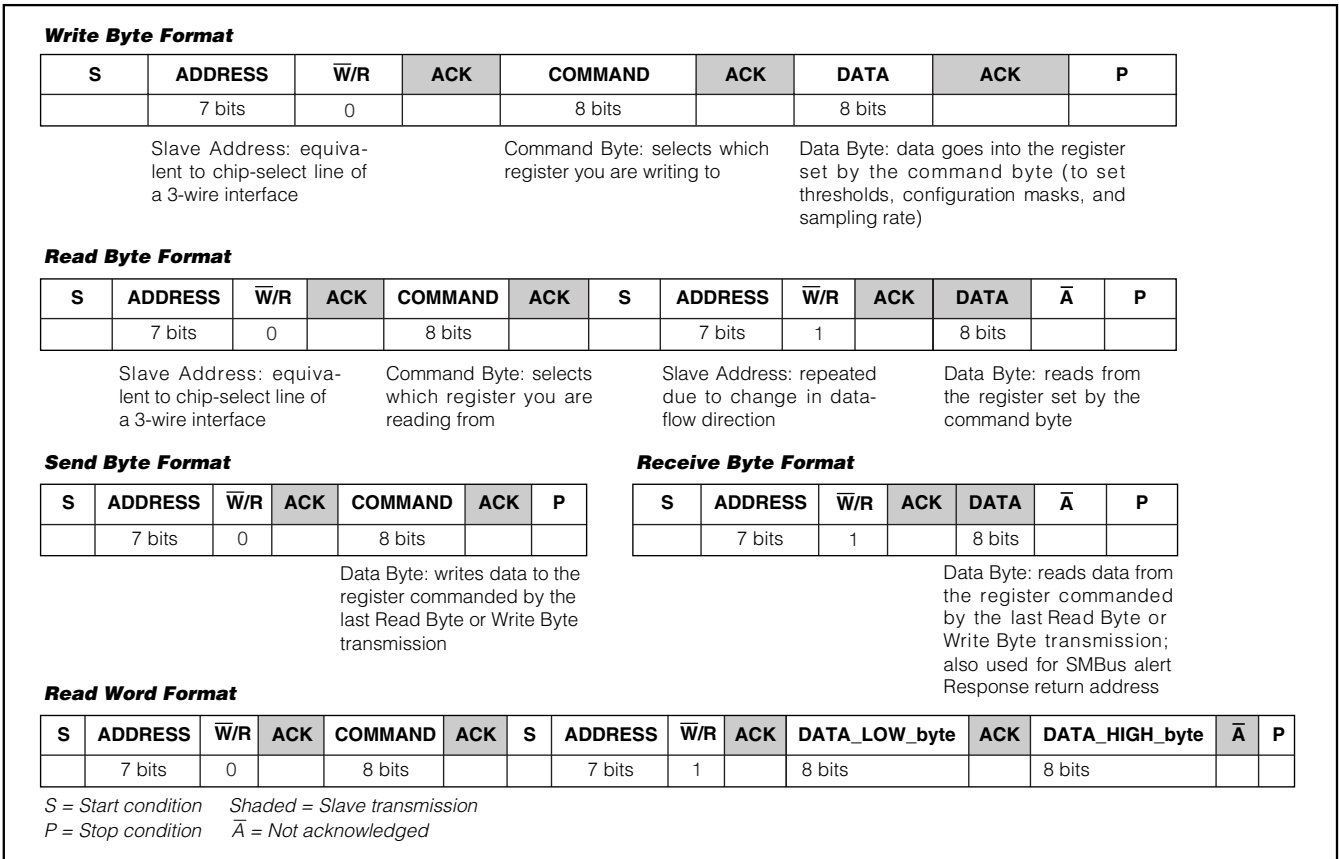 Write Byte Format
S ADDRESS W̅/R ACK COMMAND ACK DATA ACK P
7 bits 0 8 bits 8 bits
Slave Address: equiva-
lent to chip-select line of
a 3-wire interface
Command Byte: selects which
register you are writing to
Data Byte: data goes into the register
set by the command byte (to set
thresholds, configuration masks, and
sampling rate)
Read Byte Format
S ADDRESS W̅/R ACK COMMAND ACK S ADDRESS W̅/R ACK DATA A̅ P
7 bits 0 8 bits 7 bits 1 8 bits
Slave Address: equiva-
lent to chip-select line of
a 3-wire interface
Command Byte: selects
which register you are
reading from
Slave Address: repeated
due to change in data-
flow direction
Data Byte: reads from
the register set by the
command byte
Send Byte Format
S ADDRESS W̅/R ACK COMMAND ACK P
7 bits 0 8 bits
Data Byte: writes data to the
register commanded by the
last Read Byte or Write Byte
transmission
Receive Byte Format
S ADDRESS W̅/R ACK DATA A̅ P
7 bits 1 8 bits
Data Byte: reads data from
the register commanded
by the last Read Byte or
Write Byte transmission;
also used for SMBus alert
Response return address
Read Word Format
S ADDRESS W̅/R ACK COMMAND ACK S ADDRESS W̅/R ACK DATA_LOW_byte ACK DATA_HIGH_byte A̅ P
7 bits 0 8 bits 7 bits 1 8 bits 8 bits
S = Start condition Shaded = Slave transmission
P = Stop condition A̅ = Not acknowledged